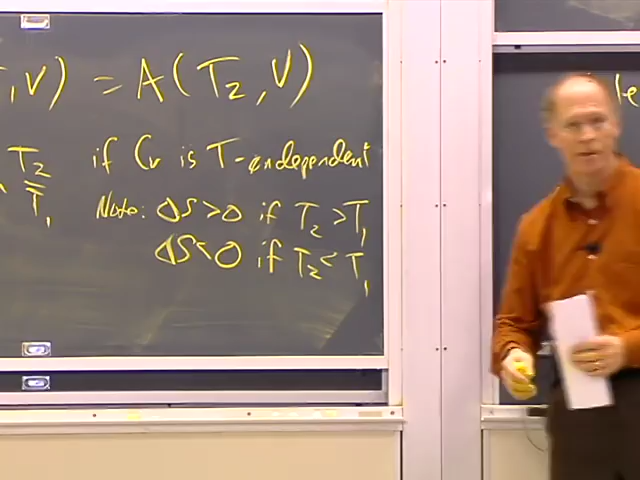 , V) = A(T₂, V)
T₂
T₁ if Cv is T-independent
Note: ΔS>0 if T₂>T₁
ΔS<0 if T₂<T₁
le